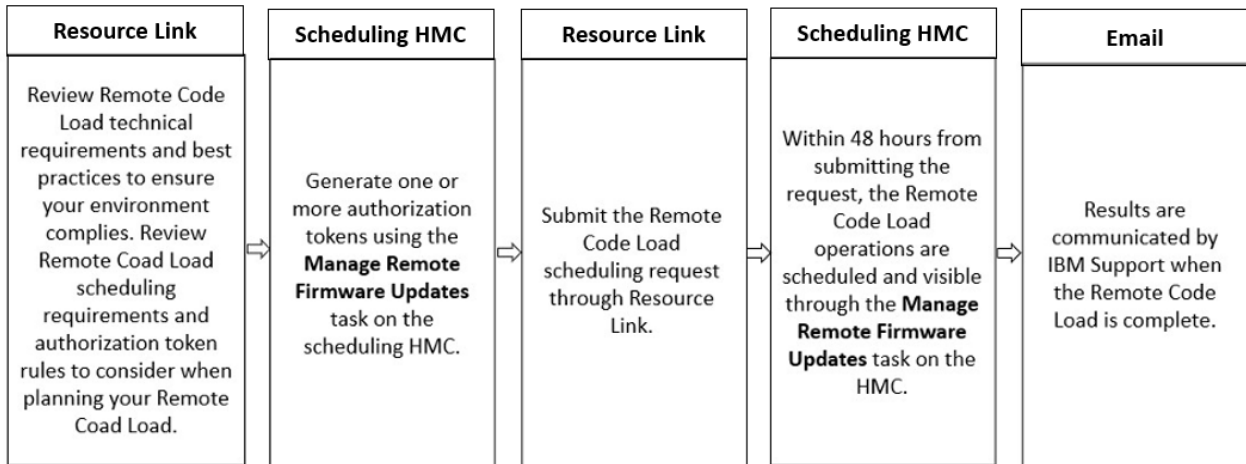 Resource Link
Review Remote Code
Load technical
requirements and best
practices to ensure
your environment
complies. Review
Remote Coad Load
scheduling
requirements and
authorization token
rules to consider when
planning your Remote
Coad Load.
Scheduling HMC
Generate one or
more authorization
tokens using the
Manage Remote
Firmware Updates
task on the
scheduling HMC.
Resource Link
Submit the Remote
Code Load
scheduling request
through Resource
Link.
Scheduling HMC
Within 48 hours from
submitting the
request, the Remote
Code Load
operations are
scheduled and visible
through the Manage
Remote Firmware
Updates task on the
HMC.
Email
Results are
communicated by
IBM Support when
the Remote Code
Load is complete.